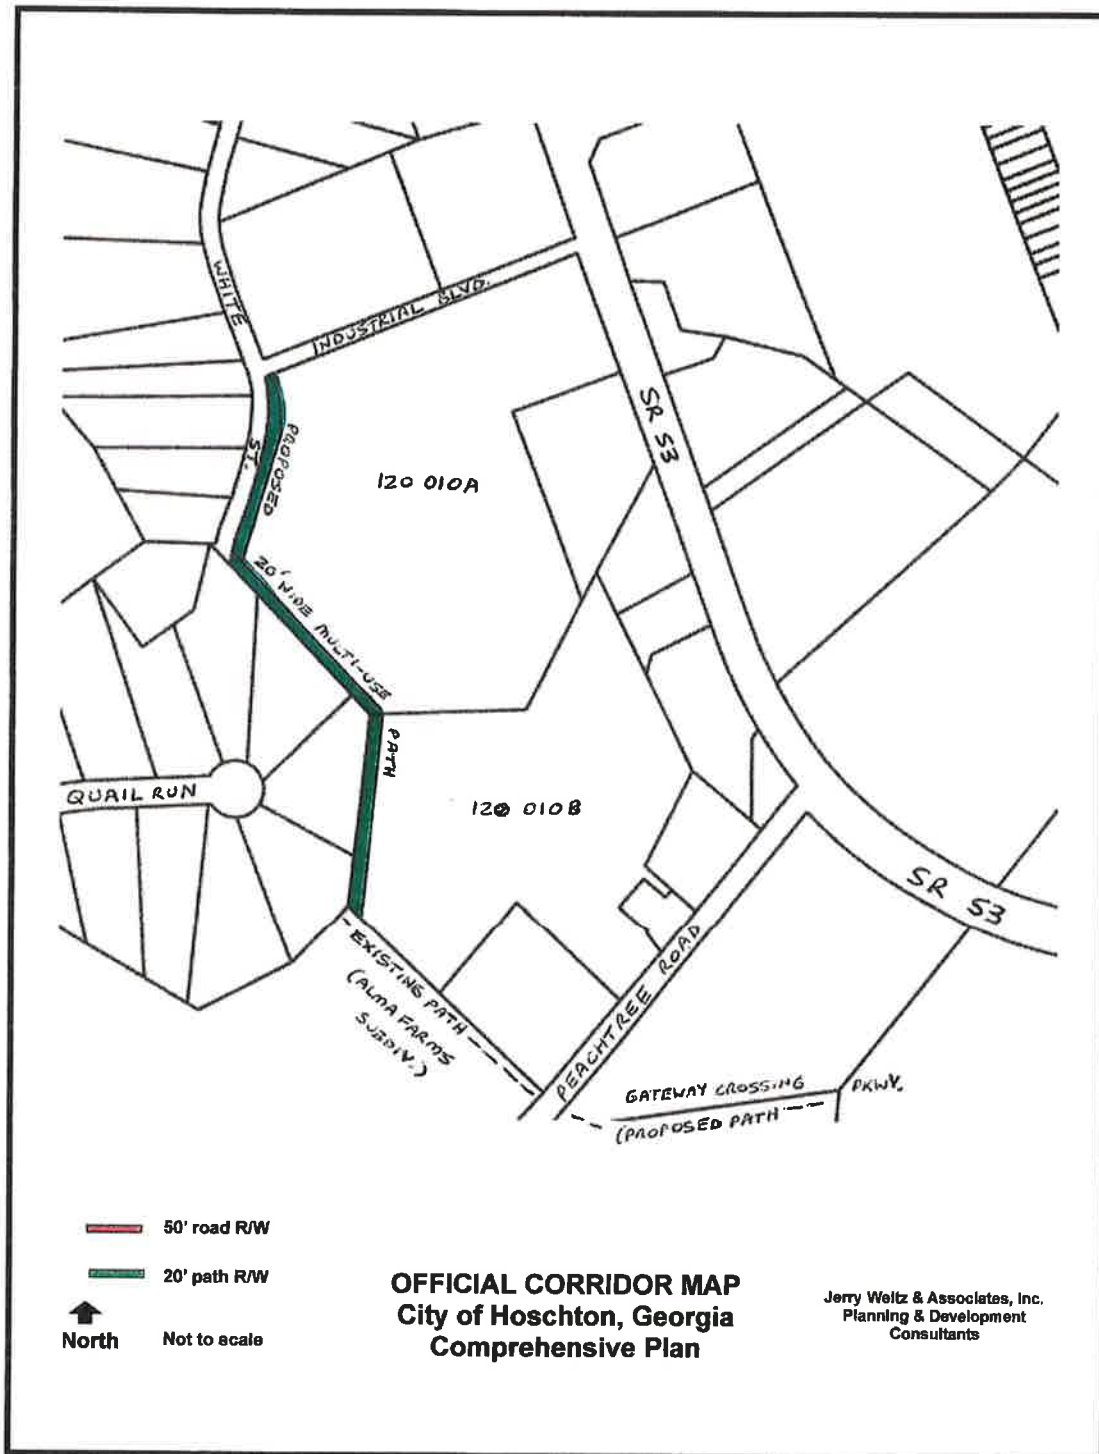 WHITE
ST.
INDUSTRIAL BLVD.
SR 53
PROPOSED
20' WIDE MULTI-USE
PATH
120 010A
120 010B
QUAIL RUN
EXISTING PATH
(ALMA FARMS
SUBDIV.)
PEACHTREE ROAD
SR 53
GATEWAY CROSSING
PKWY.
(PROPOSED PATH
50' road R/W
20' path R/W
North
Not to scale
OFFICIAL CORRIDOR MAP
City of Hoschton, Georgia
Comprehensive Plan
Jerry Weitz & Associates, Inc.
Planning & Development
Consultants